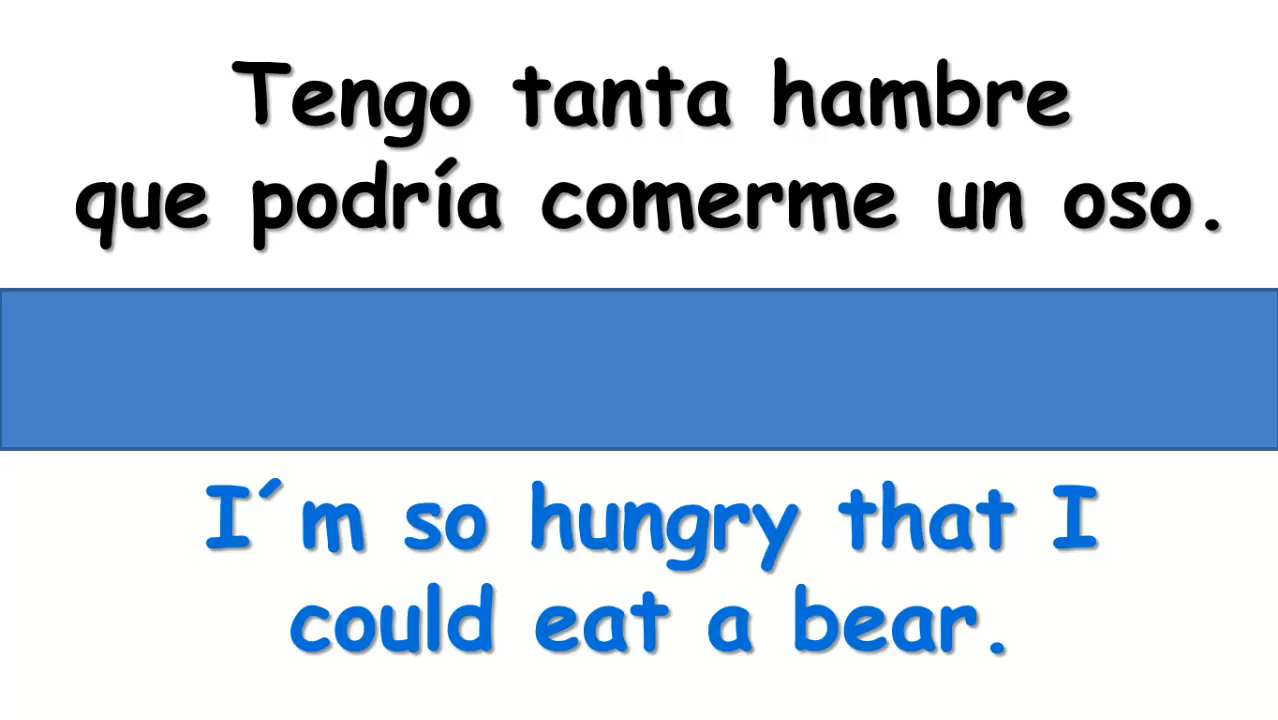 Tengo tanta hambre
que podría comerme un oso.
I´m so hungry that I
could eat a bear.